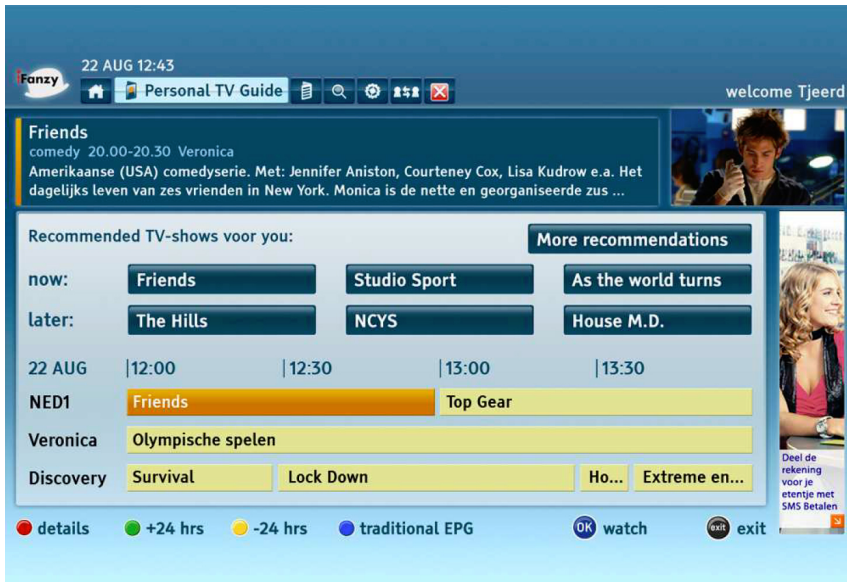 22 AUG 12:43
iFanzy
Personal TV Guide
welcome Tjeerd
Friends
comedy 20.00-20.30 Veronica
Amerikaanse (USA) comedyserie. Met: Jennifer Aniston, Courteney Cox, Lisa Kudrow e.a. Het
dagelijks leven van zes vrienden in New York. Monica is de nette en georganiseerde zus ...
Recommended TV-shows voor you:
More recommendations
now: Friends Studio Sport As the world turns
later: The Hills NCYS House M.D.
22 AUG |12:00 |12:30 |13:00 |13:30
NED1 Friends Top Gear
Veronica Olympische spelen
Discovery Survival Lock Down Ho... Extreme en...
Deel de
rekening
voor je
etentje met
SMS Betalen
details +24 hrs -24 hrs traditional EPG OK watch exit exit